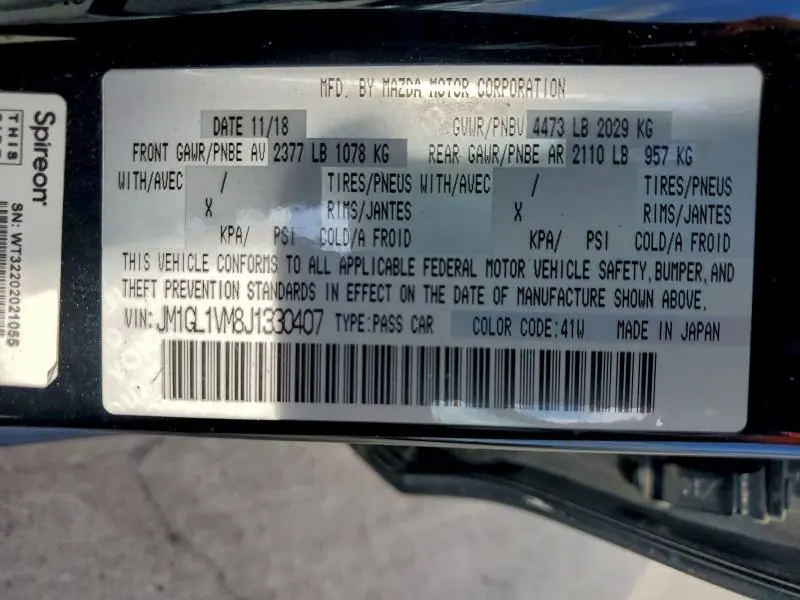 MFD. BY MAZDA MOTOR CORPORATION
DATE 11/18 GVWR/PNBV 4473 LB 2029 KG
FRONT GAWR/PNBE AV 2377 LB 1078 KG REAR GAWR/PNBE AR 2110 LB 957 KG
WITH/AVEC / TIRES/PNEUS WITH/AVEC / TIRES/PNEUS
X RIMS/JANTES X RIMS/JANTES
KPA/ PSI COLD/A FROID KPA/ PSI COLD/A FROID
THIS VEHICLE CONFORMS TO ALL APPLICABLE FEDERAL MOTOR VEHICLE SAFETY, BUMPER, AND
THEFT PREVENTION STANDARDS IN EFFECT ON THE DATE OF MANUFACTURE SHOWN ABOVE.
VIN: JM1GL1VM8J1330407 TYPE: PASS CAR COLOR CODE: 41W MADE IN JAPAN
Spireon
THIS
SN: WT32202021055